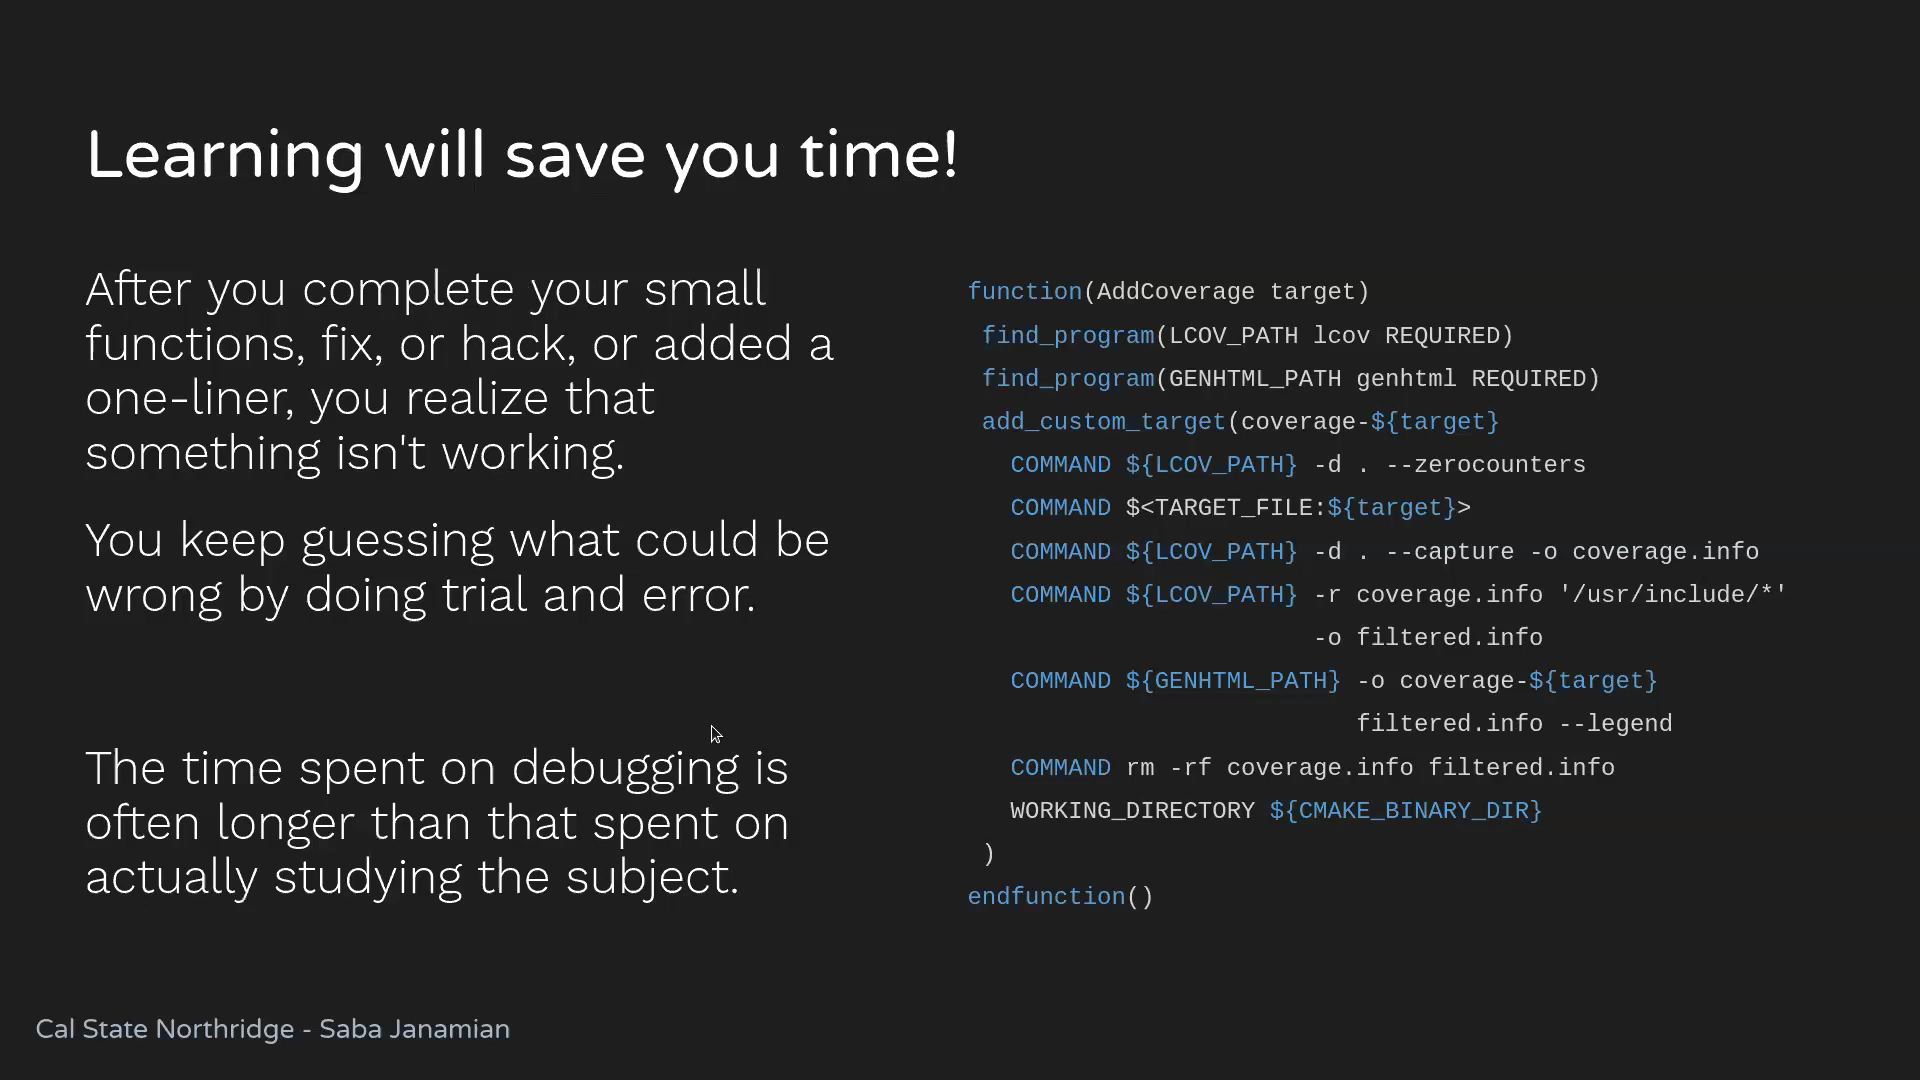 Learning will save you time!
After you complete your small
functions, fix, or hack, or added a
one-liner, you realize that
something isn't working.
You keep guessing what could be
wrong by doing trial and error.
The time spent on debugging is
often longer than that spent on
actually studying the subject.
function(AddCoverage target)
 find_program(LCOV_PATH lcov REQUIRED)
 find_program(GENHTML_PATH genhtml REQUIRED)
 add_custom_target(coverage-${target}
   COMMAND ${LCOV_PATH} -d . --zerocounters
   COMMAND $<TARGET_FILE:${target}>
   COMMAND ${LCOV_PATH} -d . --capture -o coverage.info
   COMMAND ${LCOV_PATH} -r coverage.info '/usr/include/*'
                        -o filtered.info
   COMMAND ${GENHTML_PATH} -o coverage-${target}
                           filtered.info --legend
   COMMAND rm -rf coverage.info filtered.info
   WORKING_DIRECTORY ${CMAKE_BINARY_DIR}
 )
endfunction()
Cal State Northridge - Saba Janamian